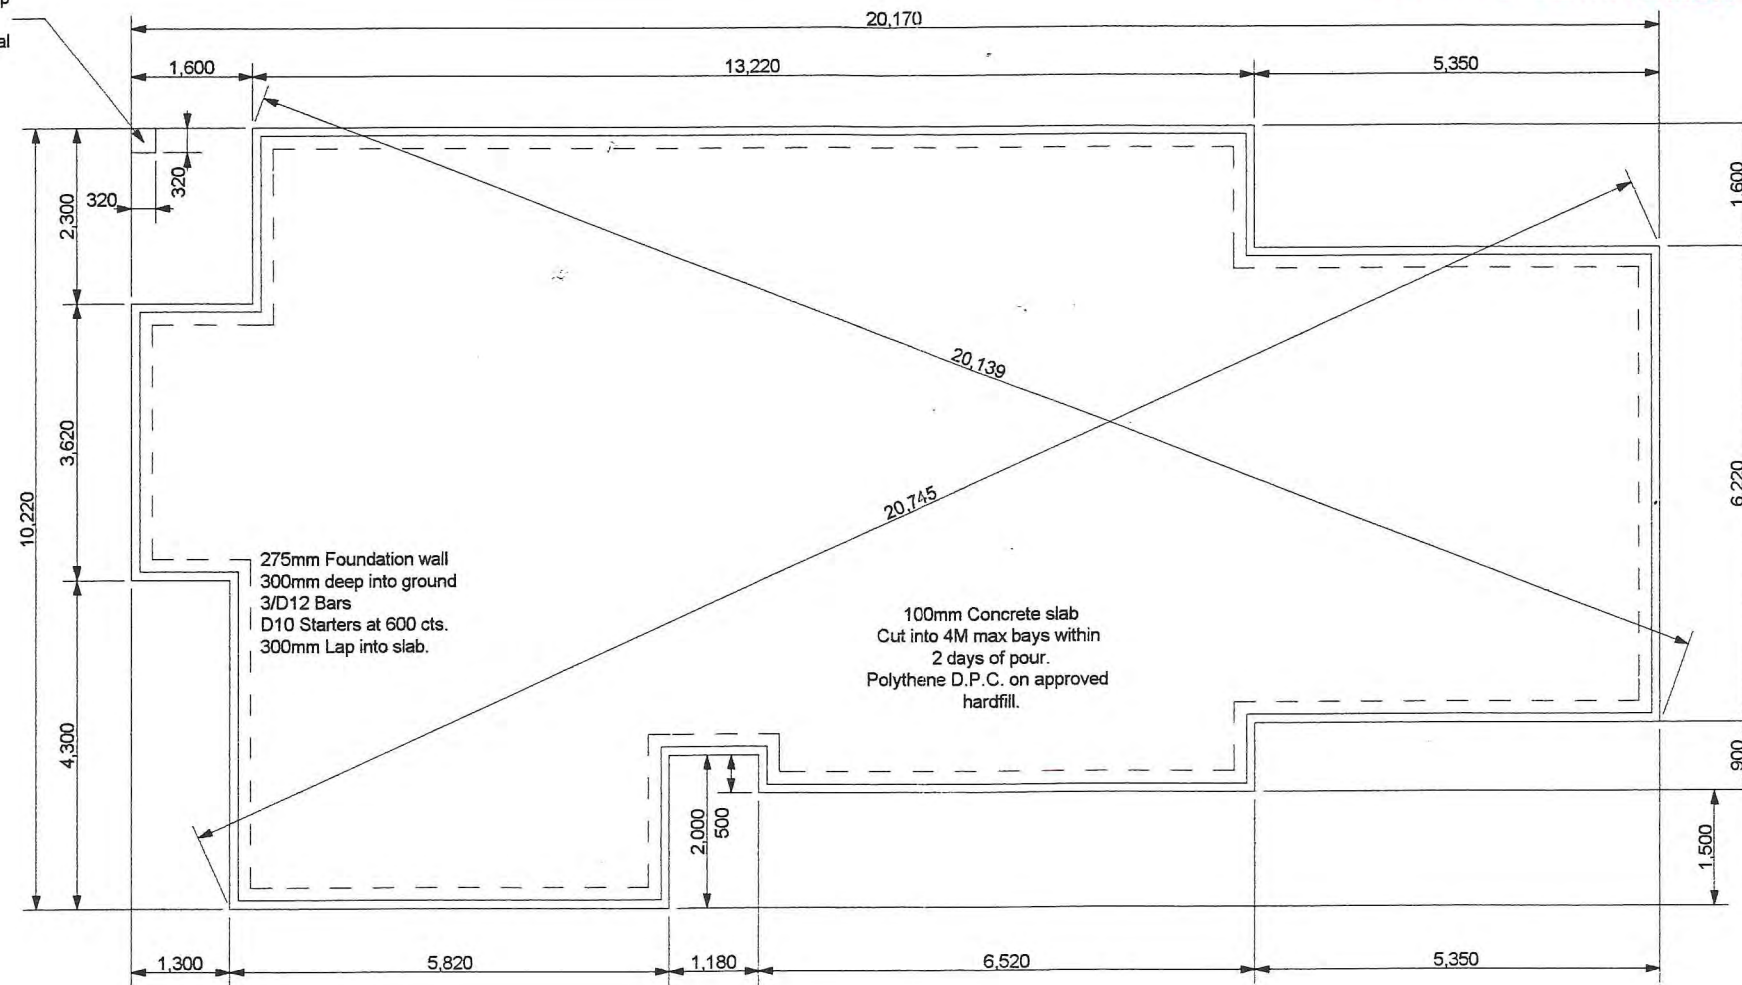 20,170
1,600
13,220
5,350
320
320
2,300
3,620
10,220
4,300
1,600
6,220
900
1,500
20,139
20,745
275mm Foundation wall
300mm deep into ground
3/D12 Bars
D10 Starters at 600 cts.
300mm Lap into slab.
100mm Concrete slab
Cut into 4M max bays within
2 days of pour.
Polythene D.P.C. on approved
hardfill.
2,000
500
1,300
5,820
1,180
6,520
5,350